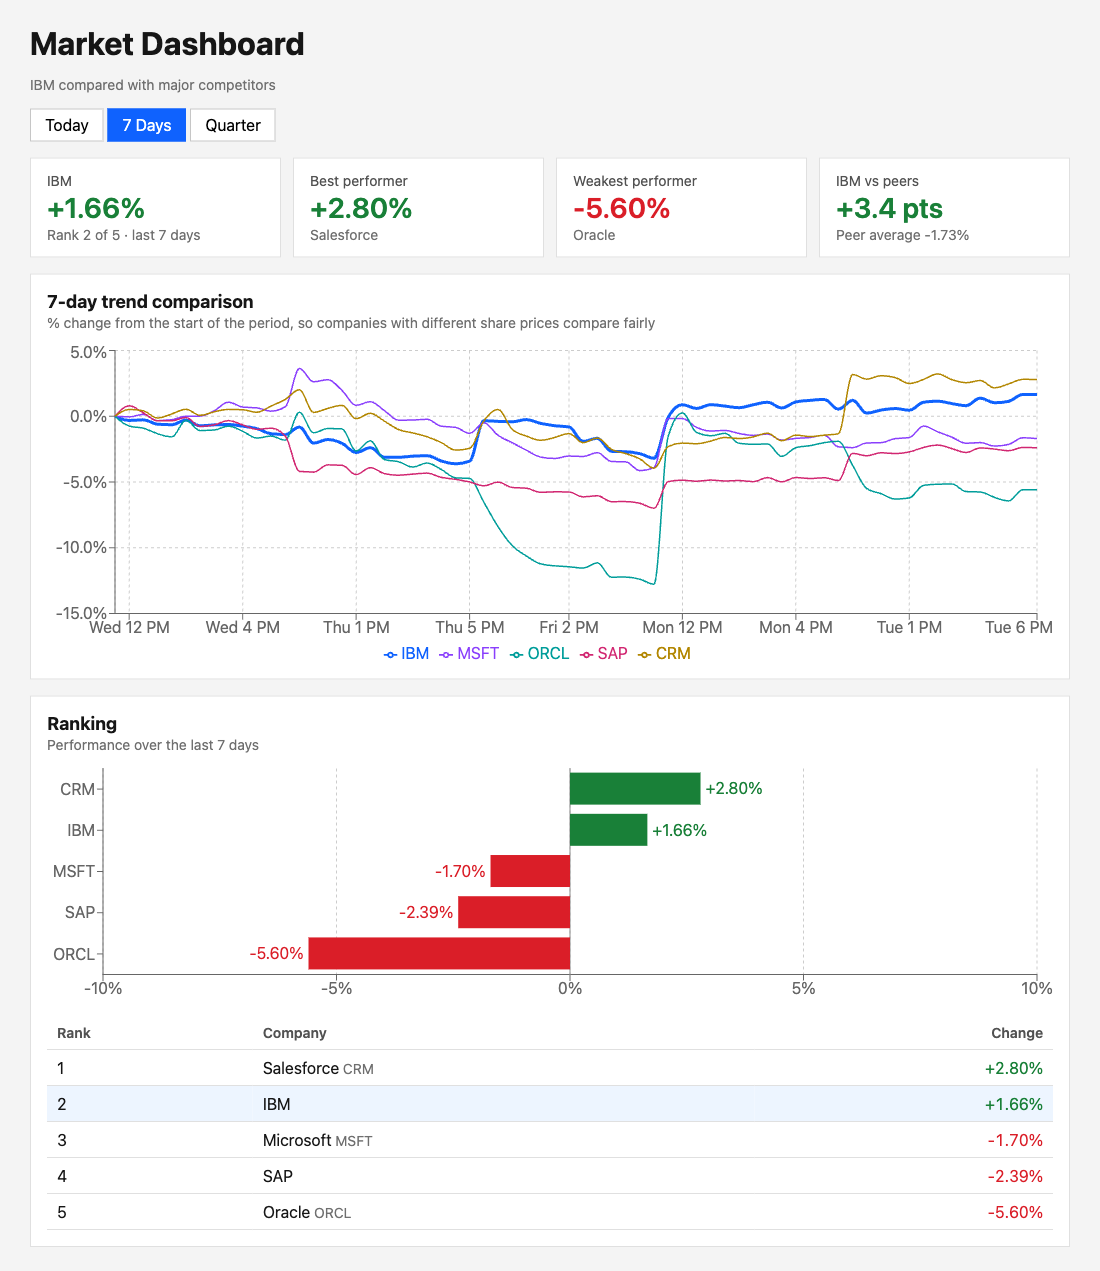 Market Dashboard
IBM compared with major competitors
Today 7 Days Quarter
IBM
+1.66%
Rank 2 of 5 · last 7 days
Best performer
+2.80%
Salesforce
Weakest performer
-5.60%
Oracle
IBM vs peers
+3.4 pts
Peer average -1.73%
7-day trend comparison
% change from the start of the period, so companies with different share prices compare fairly
5.0%
0.0%
-5.0%
-10.0%
-15.0%
Wed 12 PM Wed 4 PM Thu 1 PM Thu 5 PM Fri 2 PM Mon 12 PM Mon 4 PM Tue 1 PM Tue 6 PM
IBM MSFT ORCL SAP CRM
Ranking
Performance over the last 7 days
CRM +2.80%
IBM +1.66%
MSFT -1.70%
SAP -2.39%
ORCL -5.60%
-10% -5% 0% 5% 10%
Rank Company Change
1 Salesforce CRM +2.80%
2 IBM +1.66%
3 Microsoft MSFT -1.70%
4 SAP -2.39%
5 Oracle ORCL -5.60%